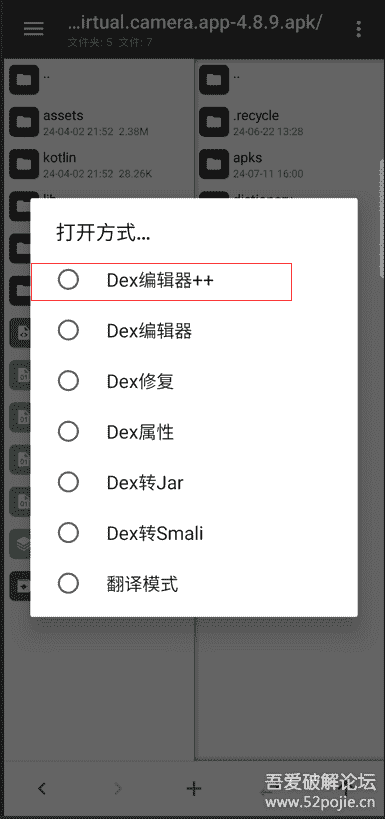 ...irtual.camera.app-4.8.9.apk/
文件夹: 5 文件: 7
..
assets
24-04-02 21:52 2.38M
kotlin
24-04-02 21:52 28.26K
lib
..
.recycle
24-06-22 13:28
apks
24-07-11 16:00
dictionary
打开方式...
Dex编辑器++
Dex编辑器
Dex修复
Dex属性
Dex转Jar
Dex转Smali
翻译模式
吾爱破解论坛
www.52pojie.cn